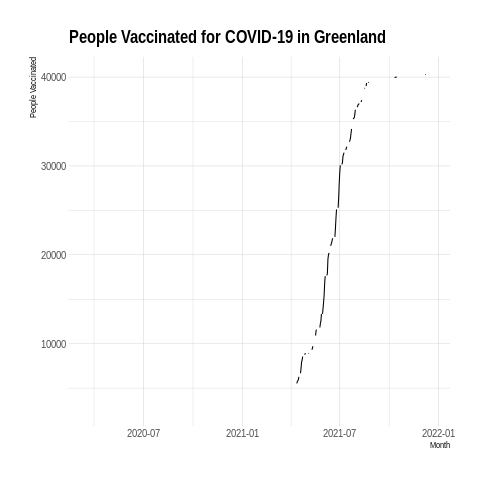 People Vaccinated for COVID-19 in Greenland
People Vaccinated
40000
30000
20000
10000
2020-07 2021-01 2021-07 2022-01
Month